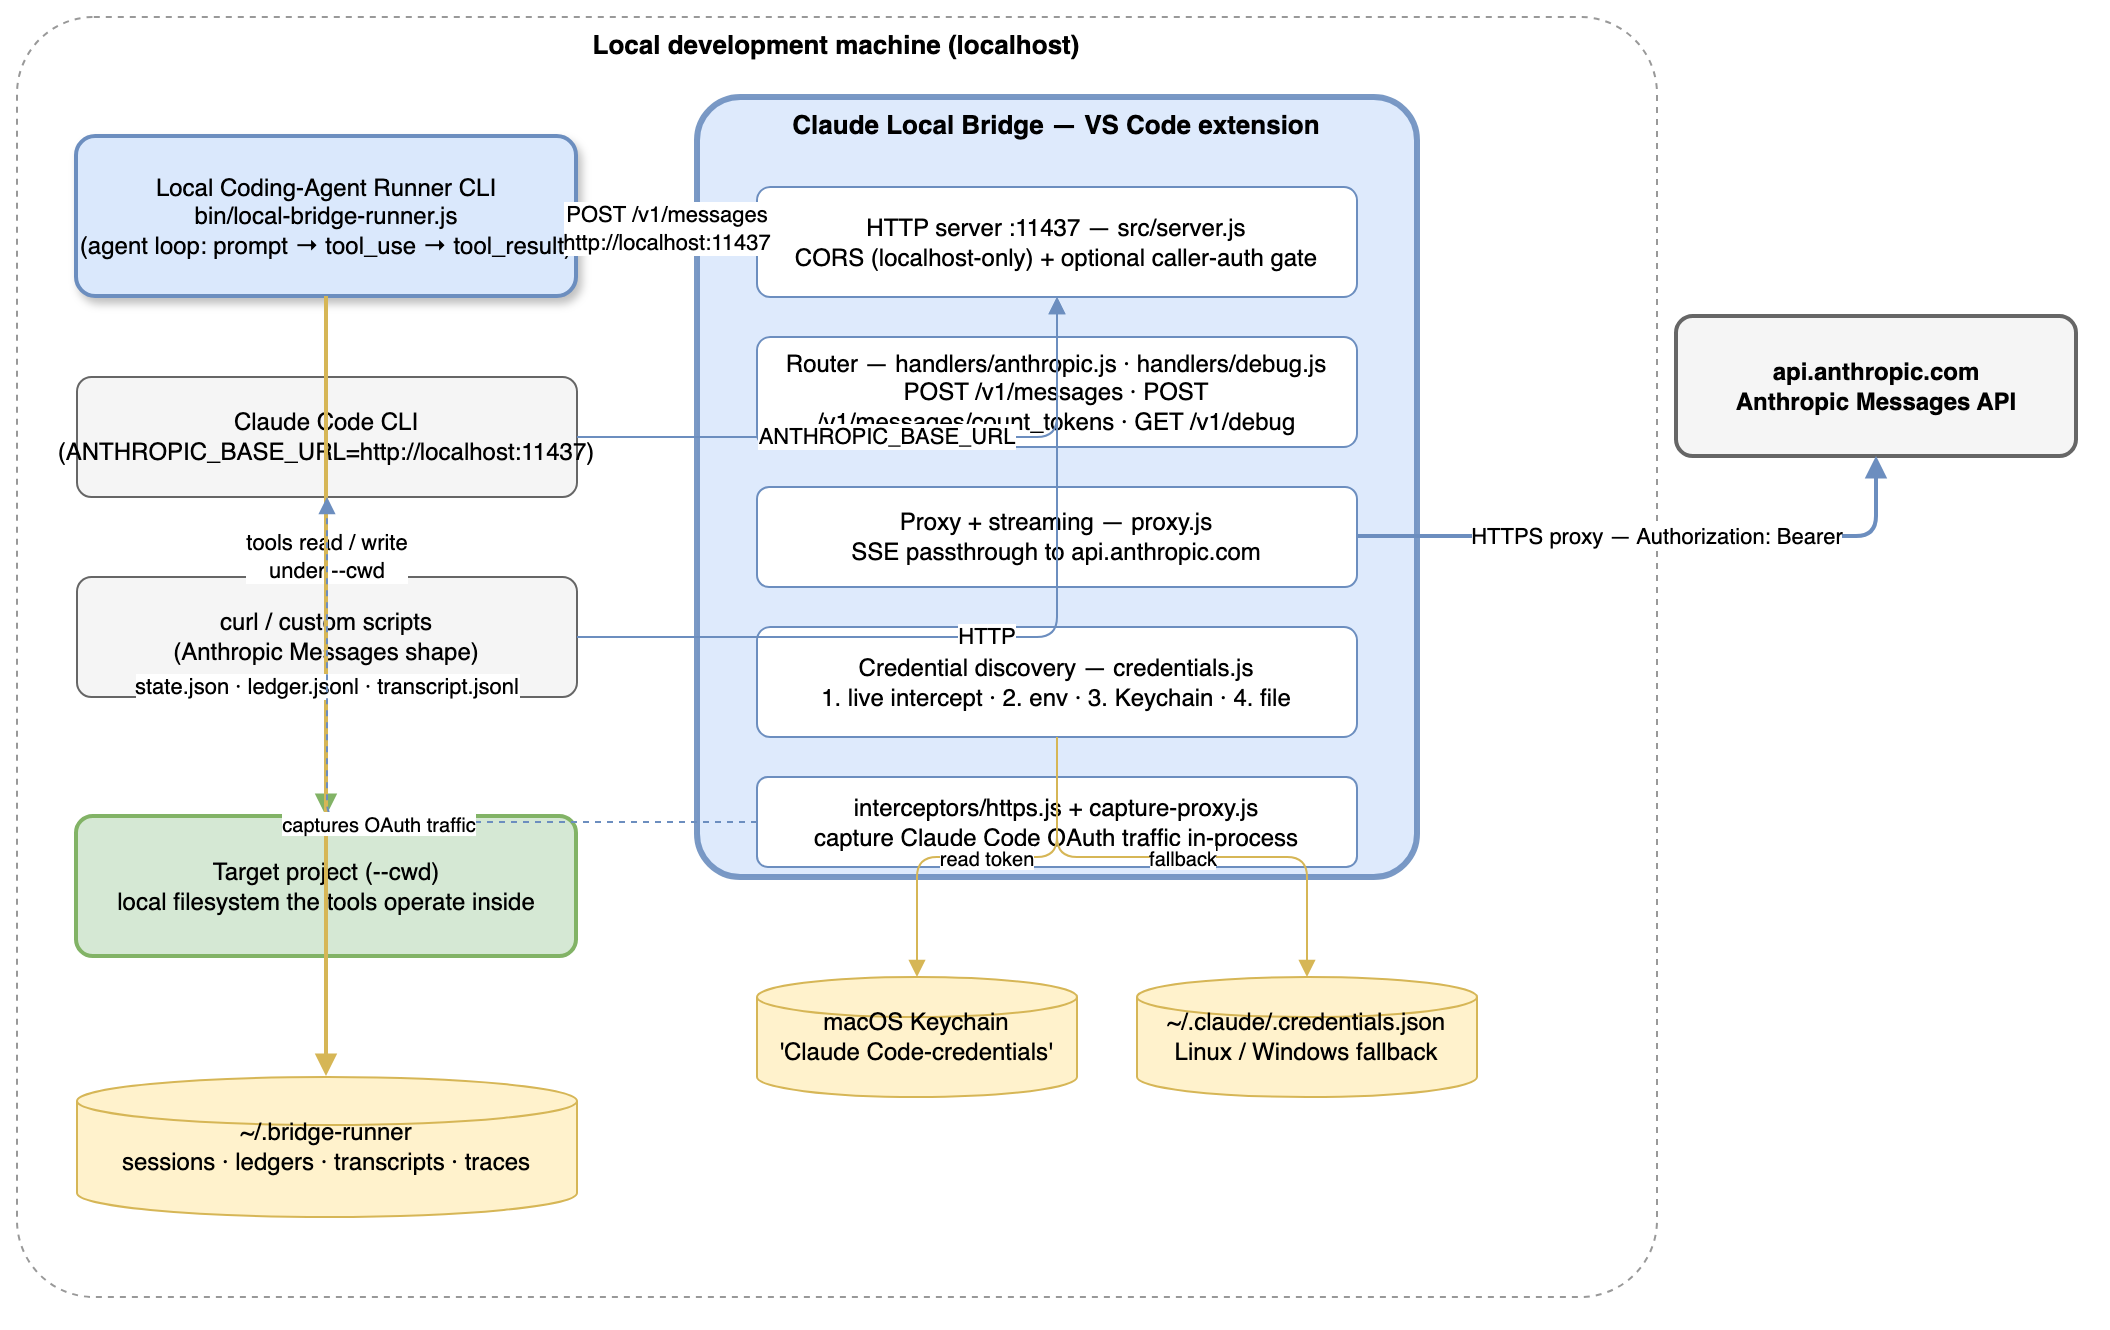 Local development machine (localhost)
Claude Local Bridge — VS Code extension
Local Coding-Agent Runner CLI
bin/local-bridge-runner.js
(agent loop: prompt → tool_use → tool_result)
POST /v1/messages
http://localhost:11437
HTTP server :11437 — src/server.js
CORS (localhost-only) + optional caller-auth gate
Router — handlers/anthropic.js · handlers/debug.js
POST /v1/messages · POST
/v1/messages/count_tokens · GET /v1/debug
ANTHROPIC_BASE_URL
api.anthropic.com
Anthropic Messages API
Claude Code CLI
(ANTHROPIC_BASE_URL=http://localhost:11437)
Proxy + streaming — proxy.js
SSE passthrough to api.anthropic.com
HTTPS proxy — Authorization: Bearer
tools read / write
under --cwd
curl / custom scripts
(Anthropic Messages shape)
state.json · ledger.jsonl · transcript.jsonl
HTTP
Credential discovery — credentials.js
1. live intercept · 2. env · 3. Keychain · 4. file
interceptors/https.js + capture-proxy.js
capture Claude Code OAuth traffic in-process
read token
fallback
captures OAuth traffic
Target project (--cwd)
local filesystem the tools operate inside
macOS Keychain
'Claude Code-credentials'
~/.claude/.credentials.json
Linux / Windows fallback
~/.bridge-runner
sessions · ledgers · transcripts · traces